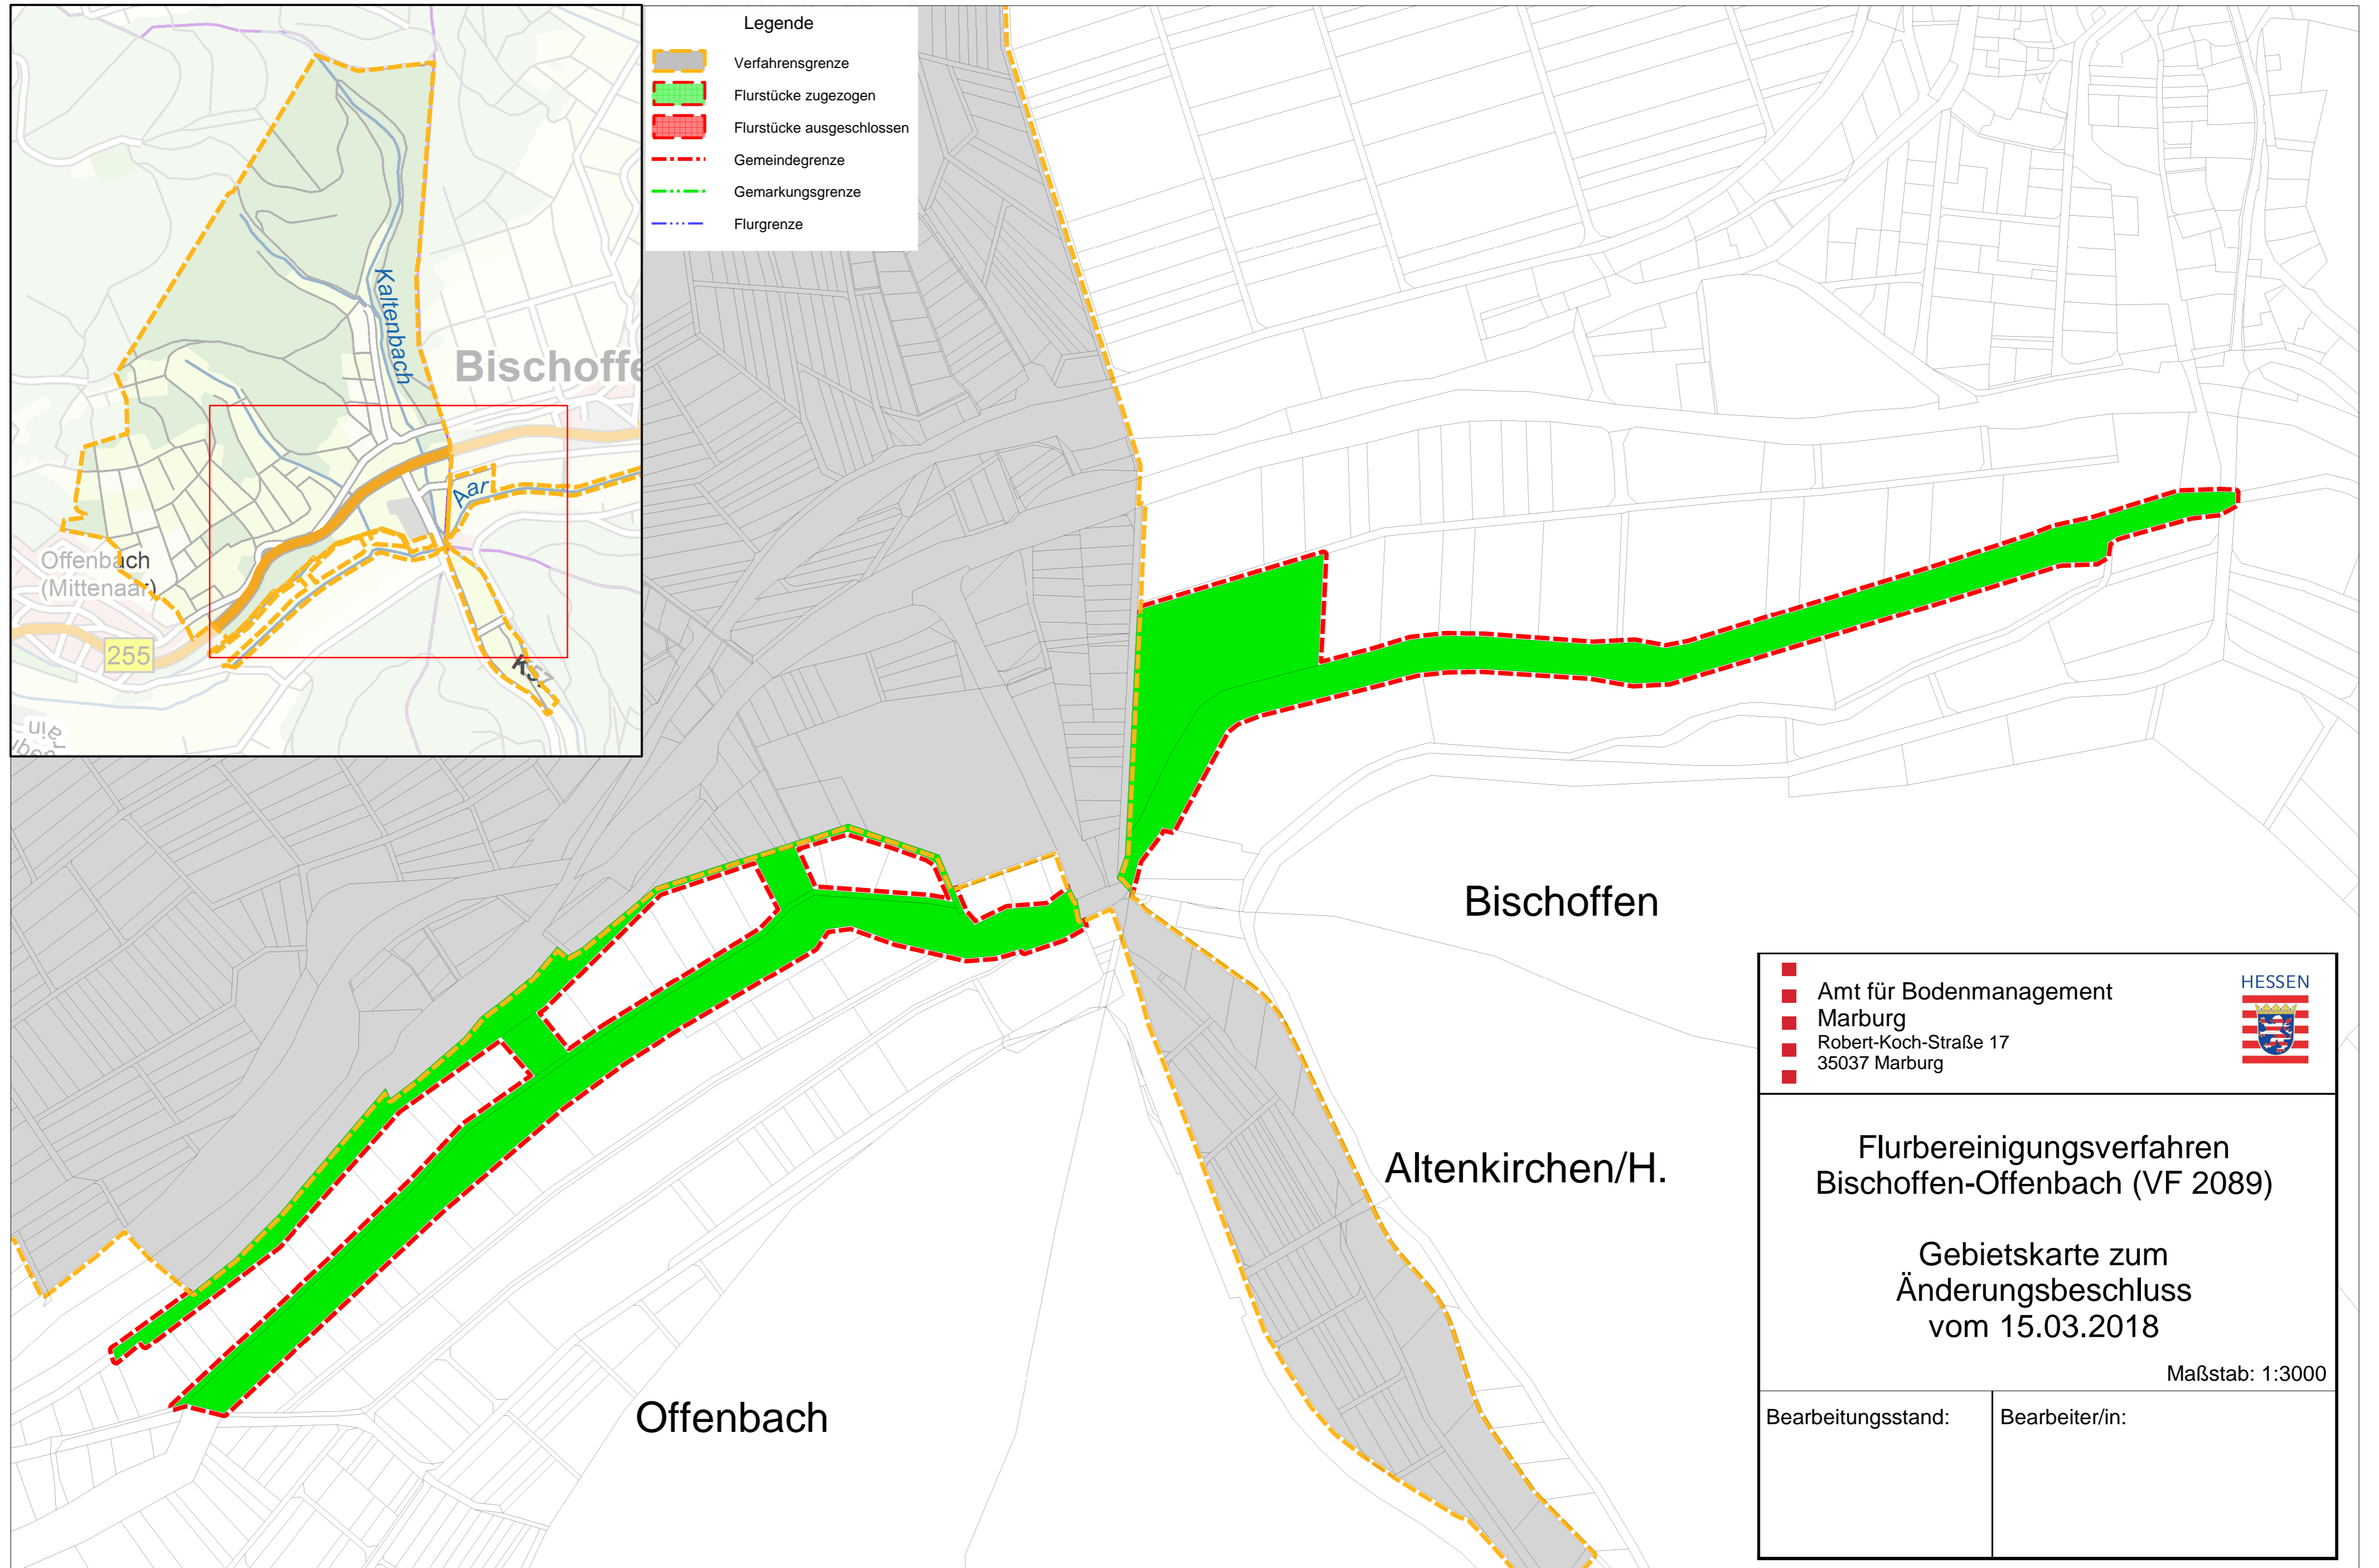 Legende
Verfahrensgrenze
Flurstücke zugezogen
Flurstücke ausgeschlossen
Gemeindegrenze
Gemarkungsgrenze
Flurgrenze
Kaltenbach
Bischoffe
Aar
Offenbach
(Mittenaar)
255
K57
Bischoffen
Altenkirchen/H.
Offenbach
Amt für Bodenmanagement
Marburg
Robert-Koch-Straße 17
35037 Marburg
HESSEN
Flurbereinigungsverfahren
Bischoffen-Offenbach (VF 2089)
Gebietskarte zum
Änderungsbeschluss
vom 15.03.2018
Maßstab: 1:3000
Bearbeitungsstand:
Bearbeiter/in: